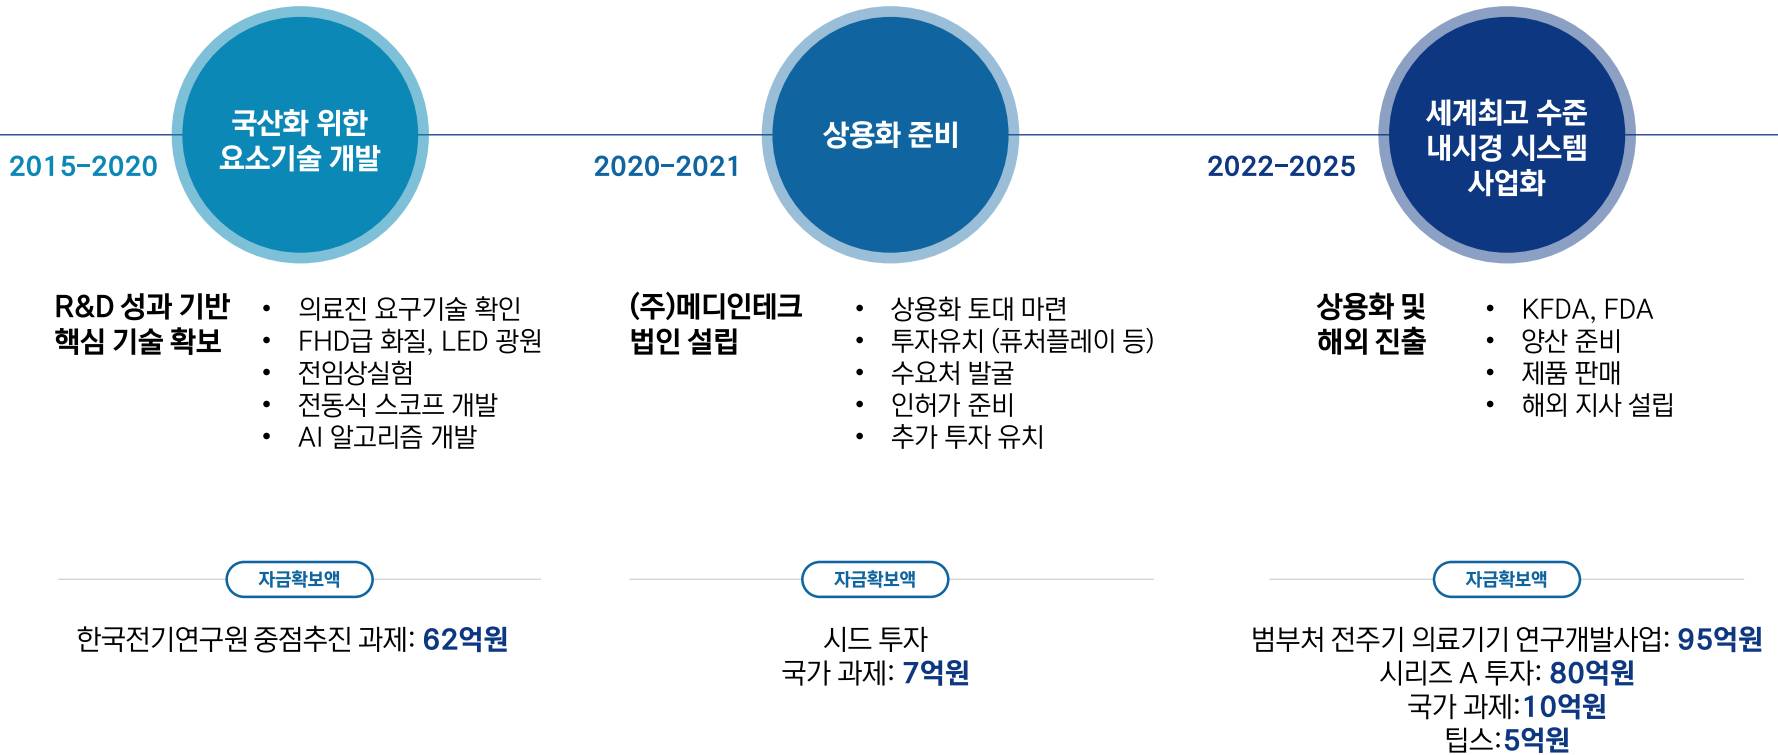 2015-2020
국산화 위한
요소기술 개발
R&D 성과 기반
핵심 기술 확보
• 의료진 요구기술 확인
• FHD급 화질, LED 광원
• 전임상실험
• 전동식 스코프 개발
• AI 알고리즘 개발
자금확보액
한국전기연구원 중점추진 과제: 62억원
2020-2021
상용화 준비
(주)메디인테크
법인 설립
• 상용화 토대 마련
• 투자유치 (퓨처플레이 등)
• 수요처 발굴
• 인허가 준비
• 추가 투자 유치
자금확보액
시드 투자
국가 과제: 7억원
2022-2025
세계최고 수준
내시경 시스템
사업화
상용화 및
해외 진출
• KFDA, FDA
• 양산 준비
• 제품 판매
• 해외 지사 설립
자금확보액
범부처 전주기 의료기기 연구개발사업: 95억원
시리즈 A 투자: 80억원
국가 과제:10억원
팁스:5억원